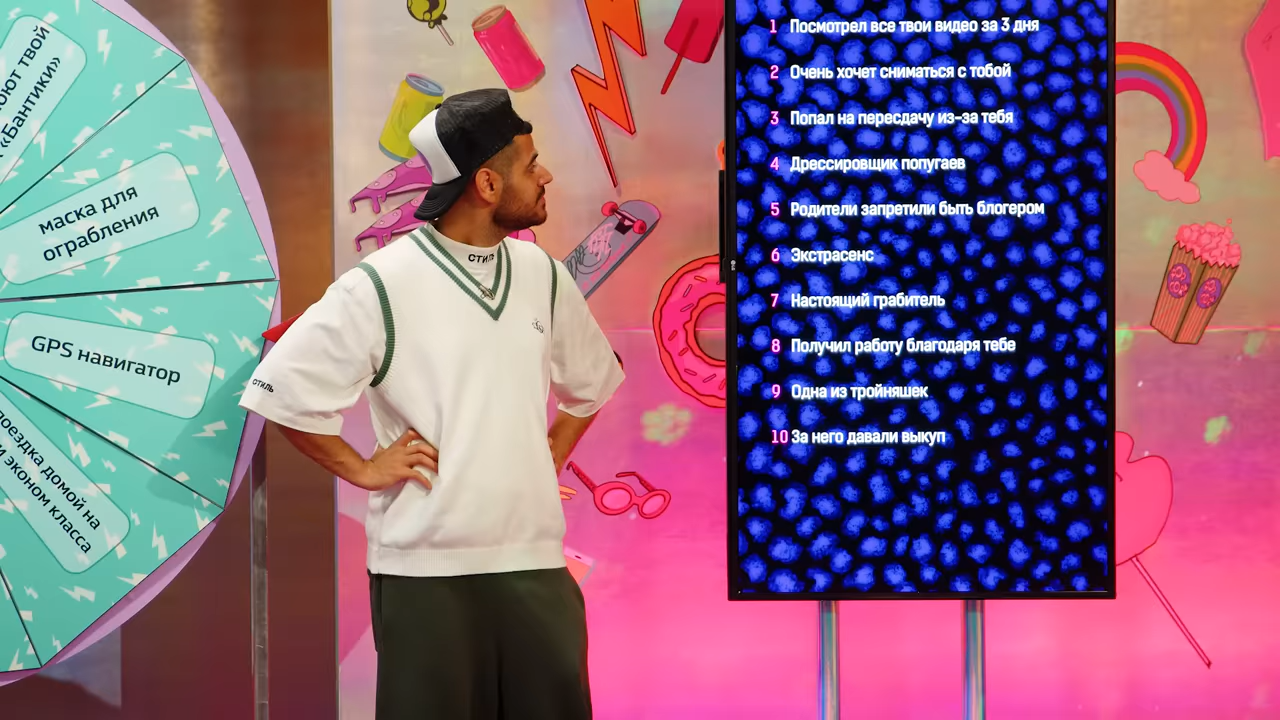 ют твой
«Бантики»
маска для
ограбления
GPS навигатор
поездка домой на
эконом класса
СТИЛЬ
СТИЛЬ
1 Посмотрел все твои видео за 3 дня
2 Очень хочет сниматься с тобой
3 Попал на пересдачу из-за тебя
4 Дрессировщик попугаев
5 Родители запретили быть блогером
6 Экстрасенс
7 Настоящий грабитель
8 Получил работу благодаря тебе
9 Одна из тройняшек
10 За него давали выкуп